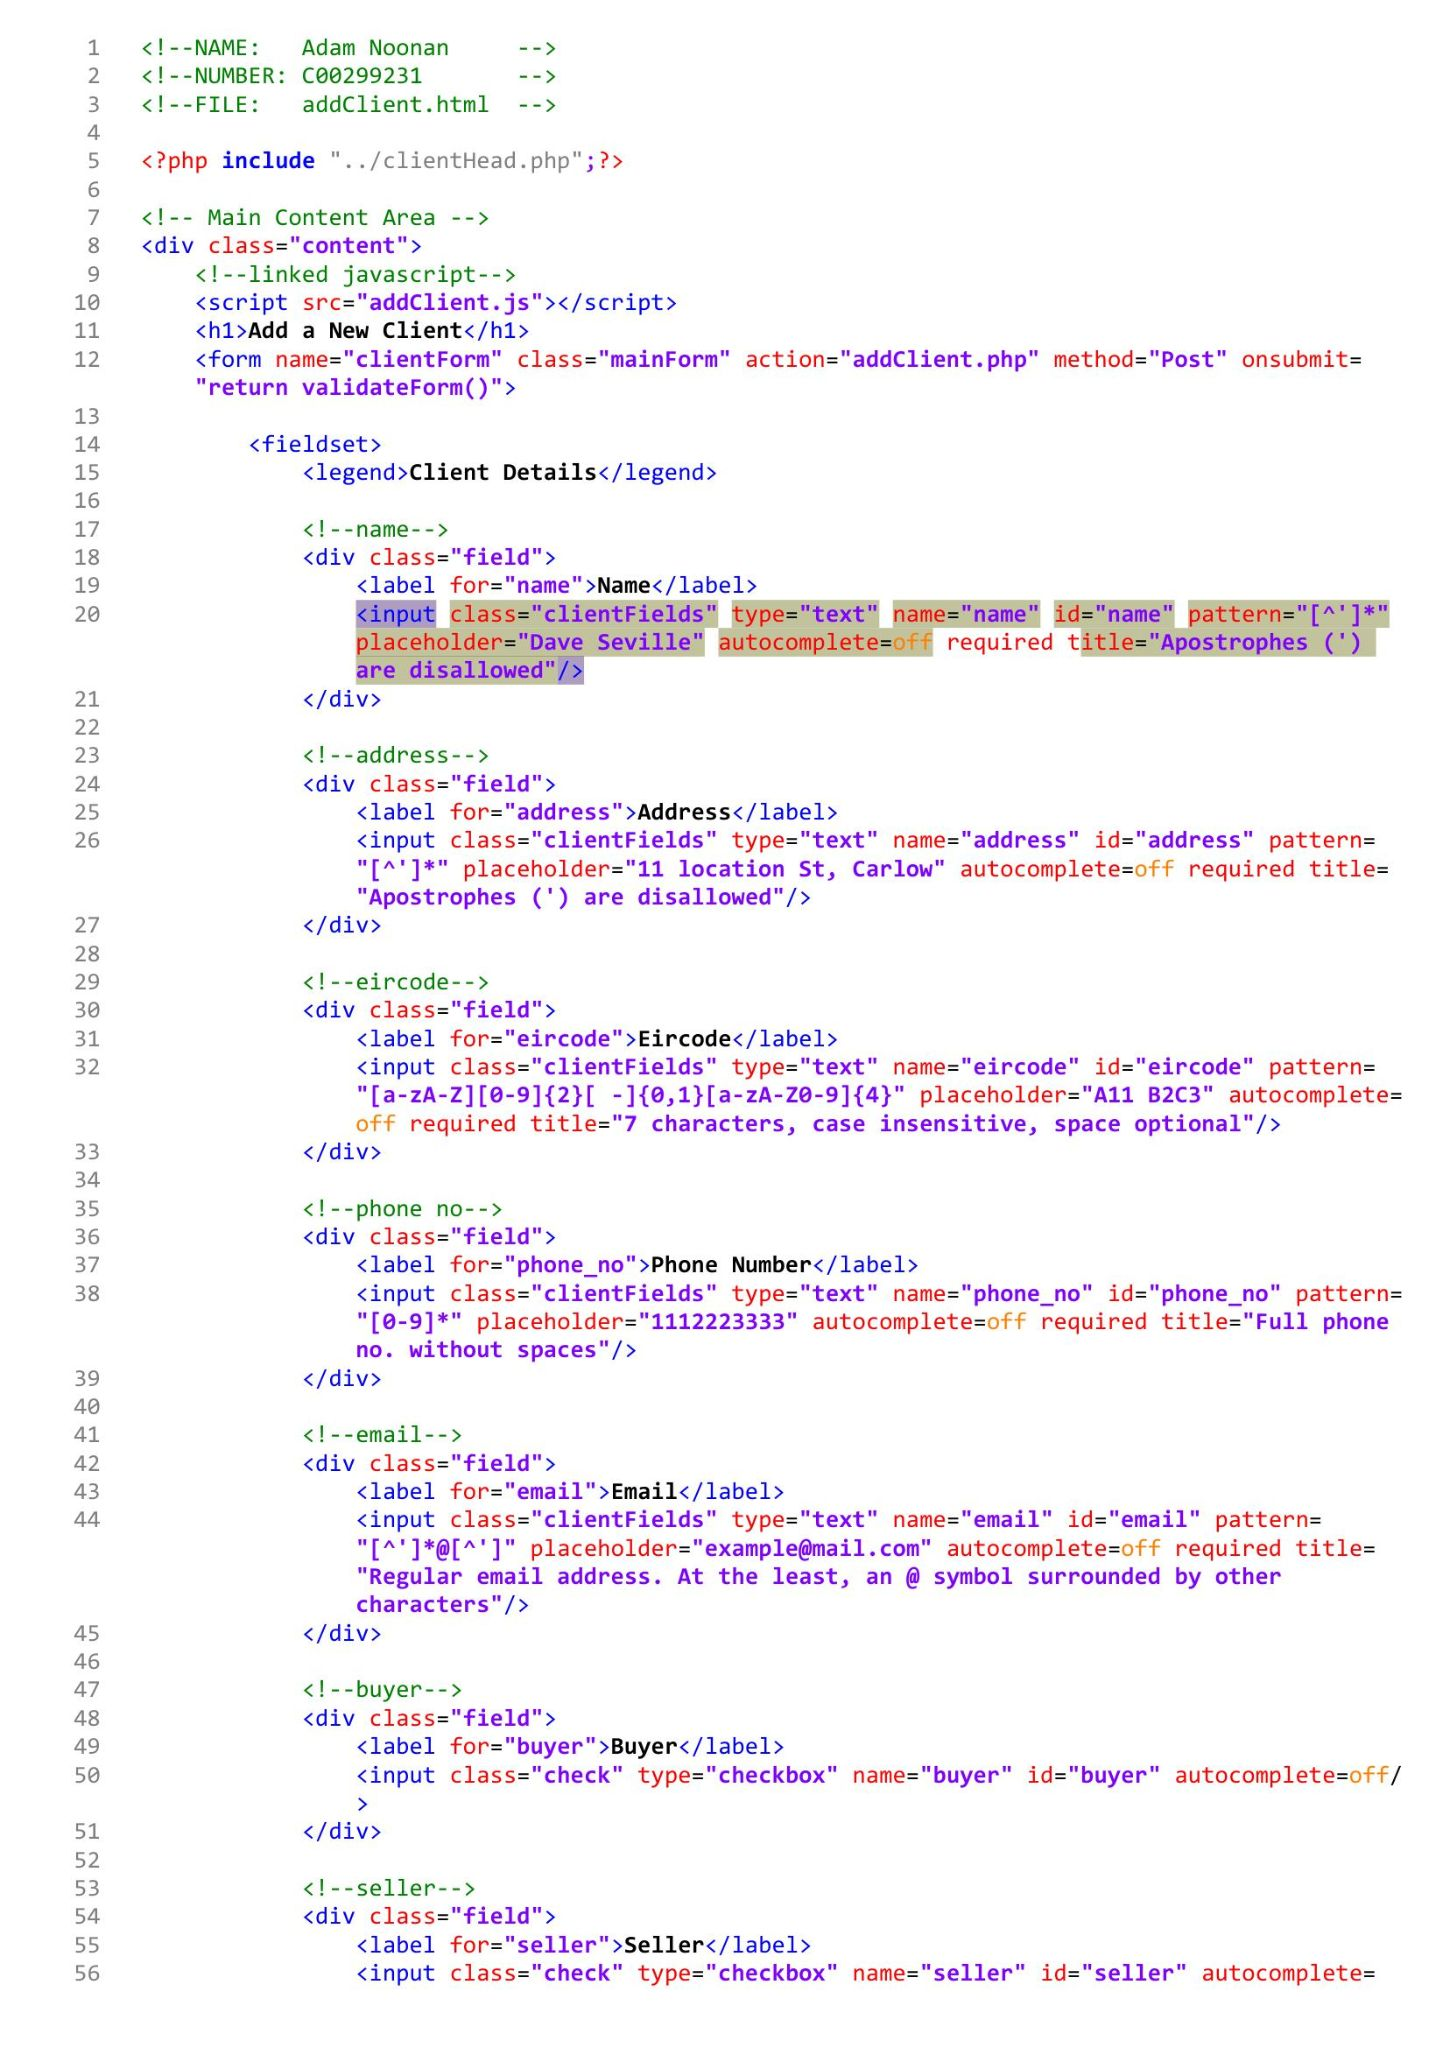 1 <!--NAME:   Adam Noonan     -->
2 <!--NUMBER: C00299231       -->
3 <!--FILE:   addClient.html  -->
4
5 <?php include "../clientHead.php";?>
6
7 <!-- Main Content Area -->
8 <div class="content">
9     <!--linked javascript-->
10     <script src="addClient.js"></script>
11     <h1>Add a New Client</h1>
12     <form name="clientForm" class="mainForm" action="addClient.php" method="Post" onsubmit=
"return validateForm()">
13
14         <fieldset>
15             <legend>Client Details</legend>
16
17             <!--name-->
18             <div class="field">
19                 <label for="name">Name</label>
20                 <input class="clientFields" type="text" name="name" id="name" pattern="[^']*"
placeholder="Dave Seville" autocomplete=off required title="Apostrophes (')
are disallowed"/>
21             </div>
22
23             <!--address-->
24             <div class="field">
25                 <label for="address">Address</label>
26                 <input class="clientFields" type="text" name="address" id="address" pattern=
"[^']*" placeholder="11 location St, Carlow" autocomplete=off required title=
"Apostrophes (') are disallowed"/>
27             </div>
28
29             <!--eircode-->
30             <div class="field">
31                 <label for="eircode">Eircode</label>
32                 <input class="clientFields" type="text" name="eircode" id="eircode" pattern=
"[a-zA-Z][0-9]{2}[ -]{0,1}[a-zA-Z0-9]{4}" placeholder="A11 B2C3" autocomplete=
off required title="7 characters, case insensitive, space optional"/>
33             </div>
34
35             <!--phone no-->
36             <div class="field">
37                 <label for="phone_no">Phone Number</label>
38                 <input class="clientFields" type="text" name="phone_no" id="phone_no" pattern=
"[0-9]*" placeholder="1112223333" autocomplete=off required title="Full phone
no. without spaces"/>
39             </div>
40
41             <!--email-->
42             <div class="field">
43                 <label for="email">Email</label>
44                 <input class="clientFields" type="text" name="email" id="email" pattern=
"[^']*@[^']" placeholder="example@mail.com" autocomplete=off required title=
"Regular email address. At the least, an @ symbol surrounded by other
characters"/>
45             </div>
46
47             <!--buyer-->
48             <div class="field">
49                 <label for="buyer">Buyer</label>
50                 <input class="check" type="checkbox" name="buyer" id="buyer" autocomplete=off/
>
51             </div>
52
53             <!--seller-->
54             <div class="field">
55                 <label for="seller">Seller</label>
56                 <input class="check" type="checkbox" name="seller" id="seller" autocomplete=